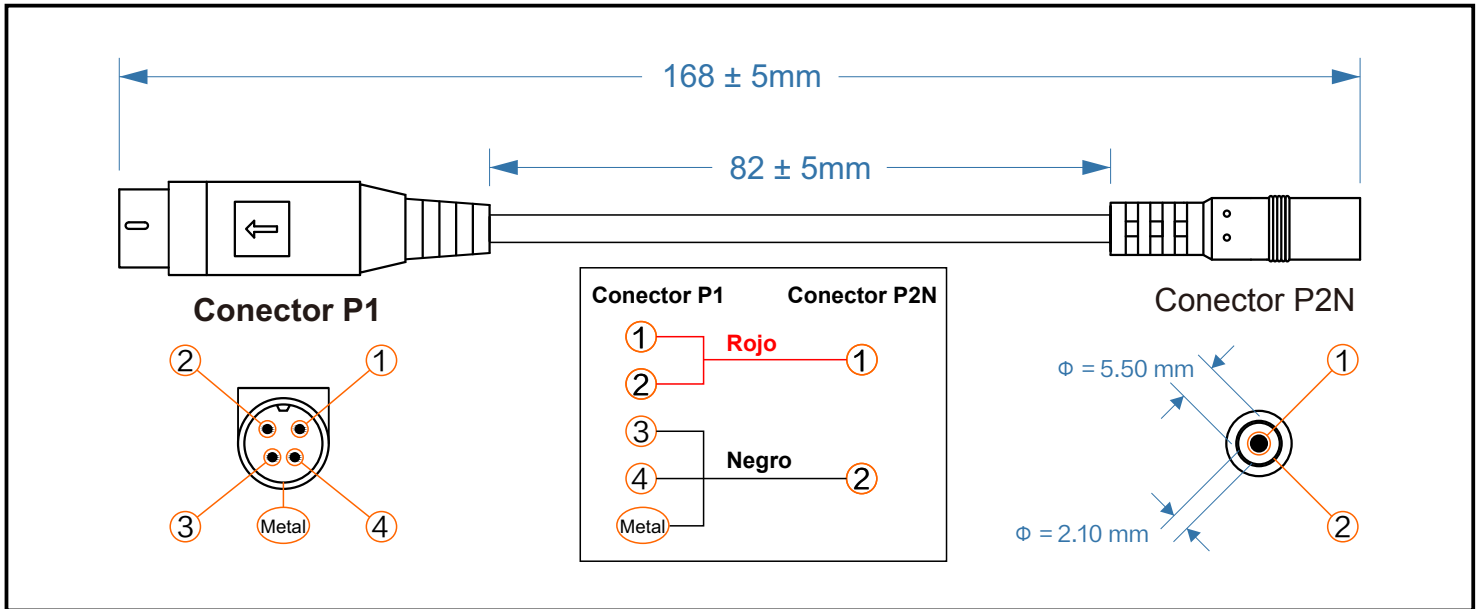 168 ± 5mm
82 ± 5mm
Conector P1
Conector P2N
Conector P1 Conector P2N
1
2
3
4
Metal
Rojo
Negro
1
2
2
1
3
Metal
4
Φ = 5.50 mm
Φ = 2.10 mm
1
2